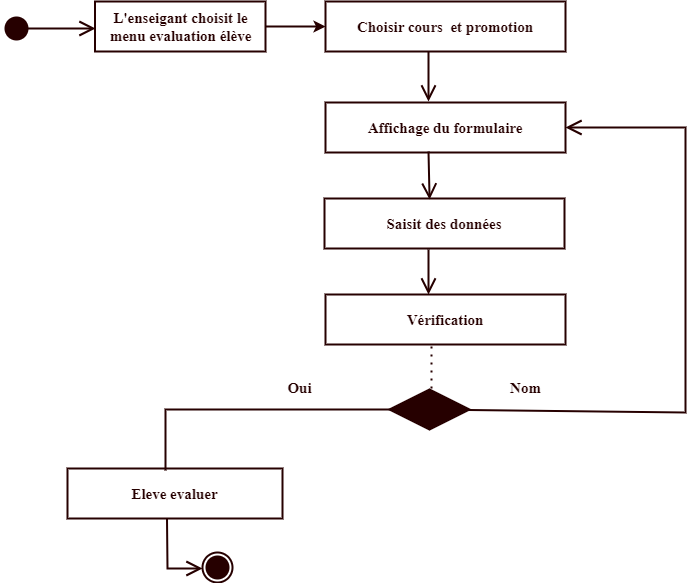 L'enseigant choisit le
menu evaluation élève
Choisir cours et promotion
Affichage du formulaire
Saisit des données
Vérification
Oui
Nom
Eleve evaluer